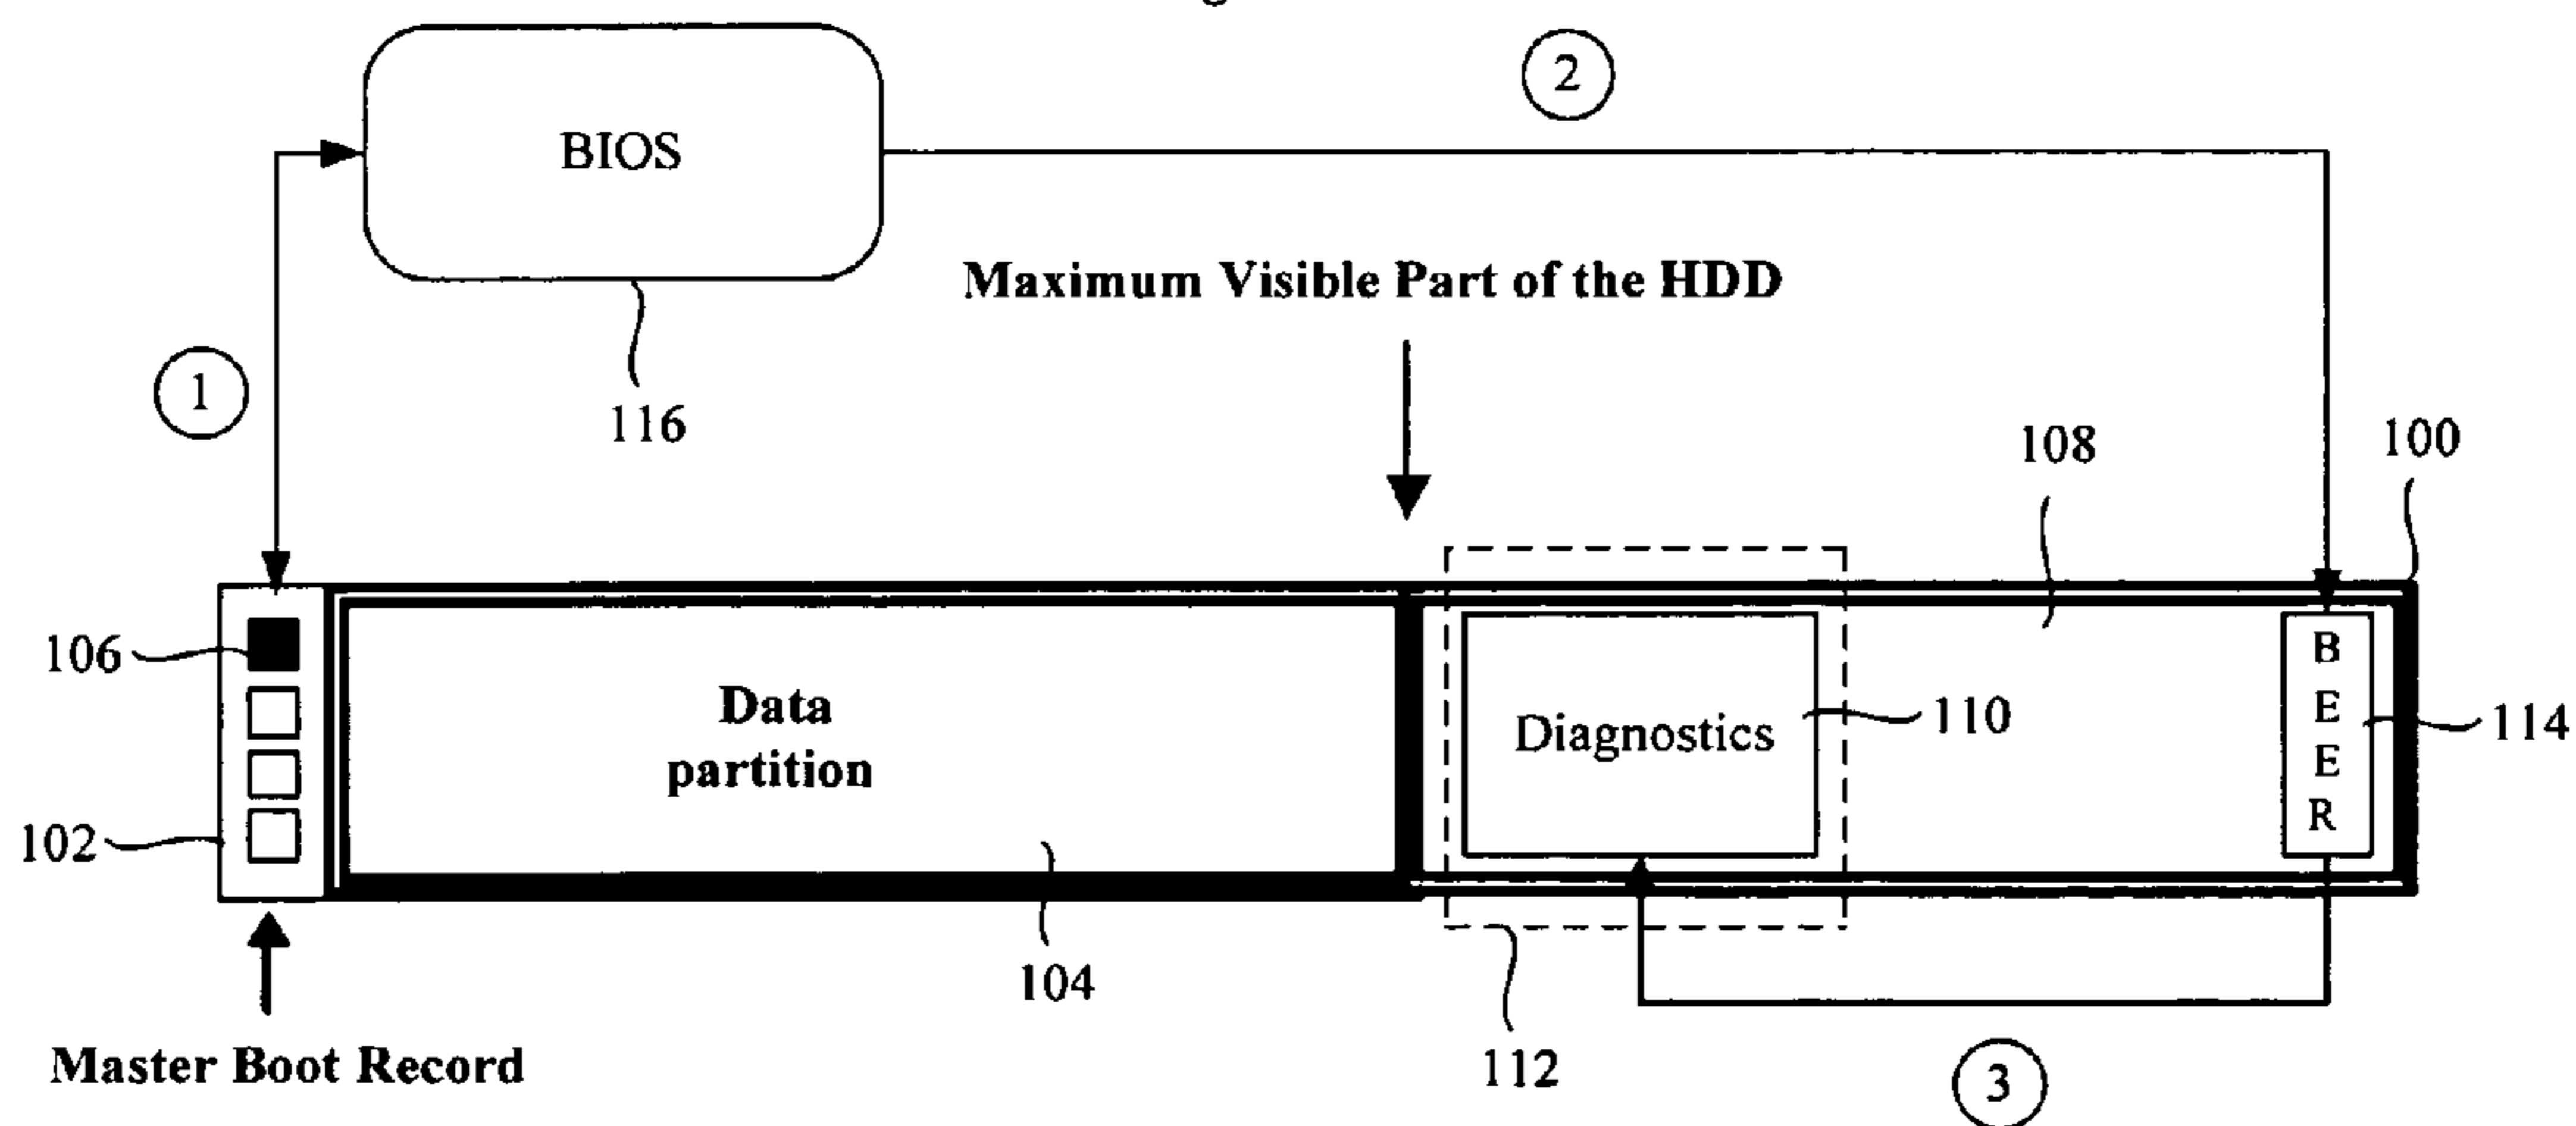 2
BIOS
Maximum Visible Part of the HDD
1
116
108
100
106
B
E
E
R
Data
partition
Diagnostics
110
114
102
104
Master Boot Record
112
3